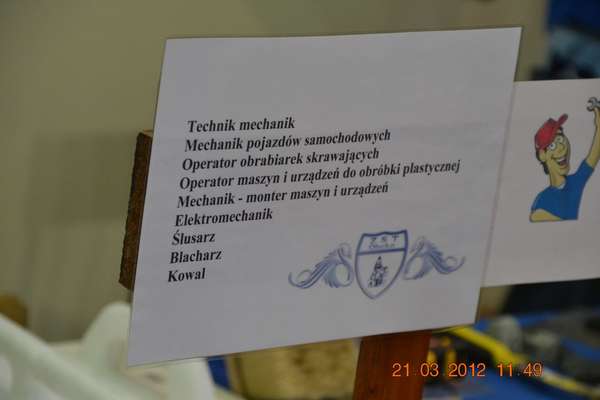 Technik mechanik
Mechanik pojazdów samochodowych
Operator obrabiarek skrawających
Operator maszyn i urządzeń do obróbki plastycznej
Mechanik - monter maszyn i urządzeń
Elektromechanik
Ślusarz
Blacharz
Kowal
Z S T
21.03.2012 11:49